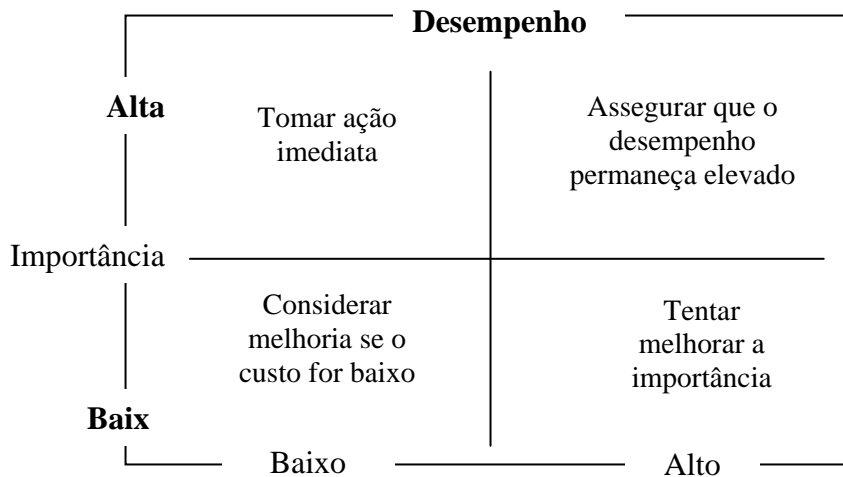 Desempenho
Alta
Tomar ação
imediata
Assegurar que o
desempenho
permaneça elevado
Importância
Considerar
melhoria se o
custo for baixo
Tentar
melhorar a
importância
Baix
Baixo
Alto